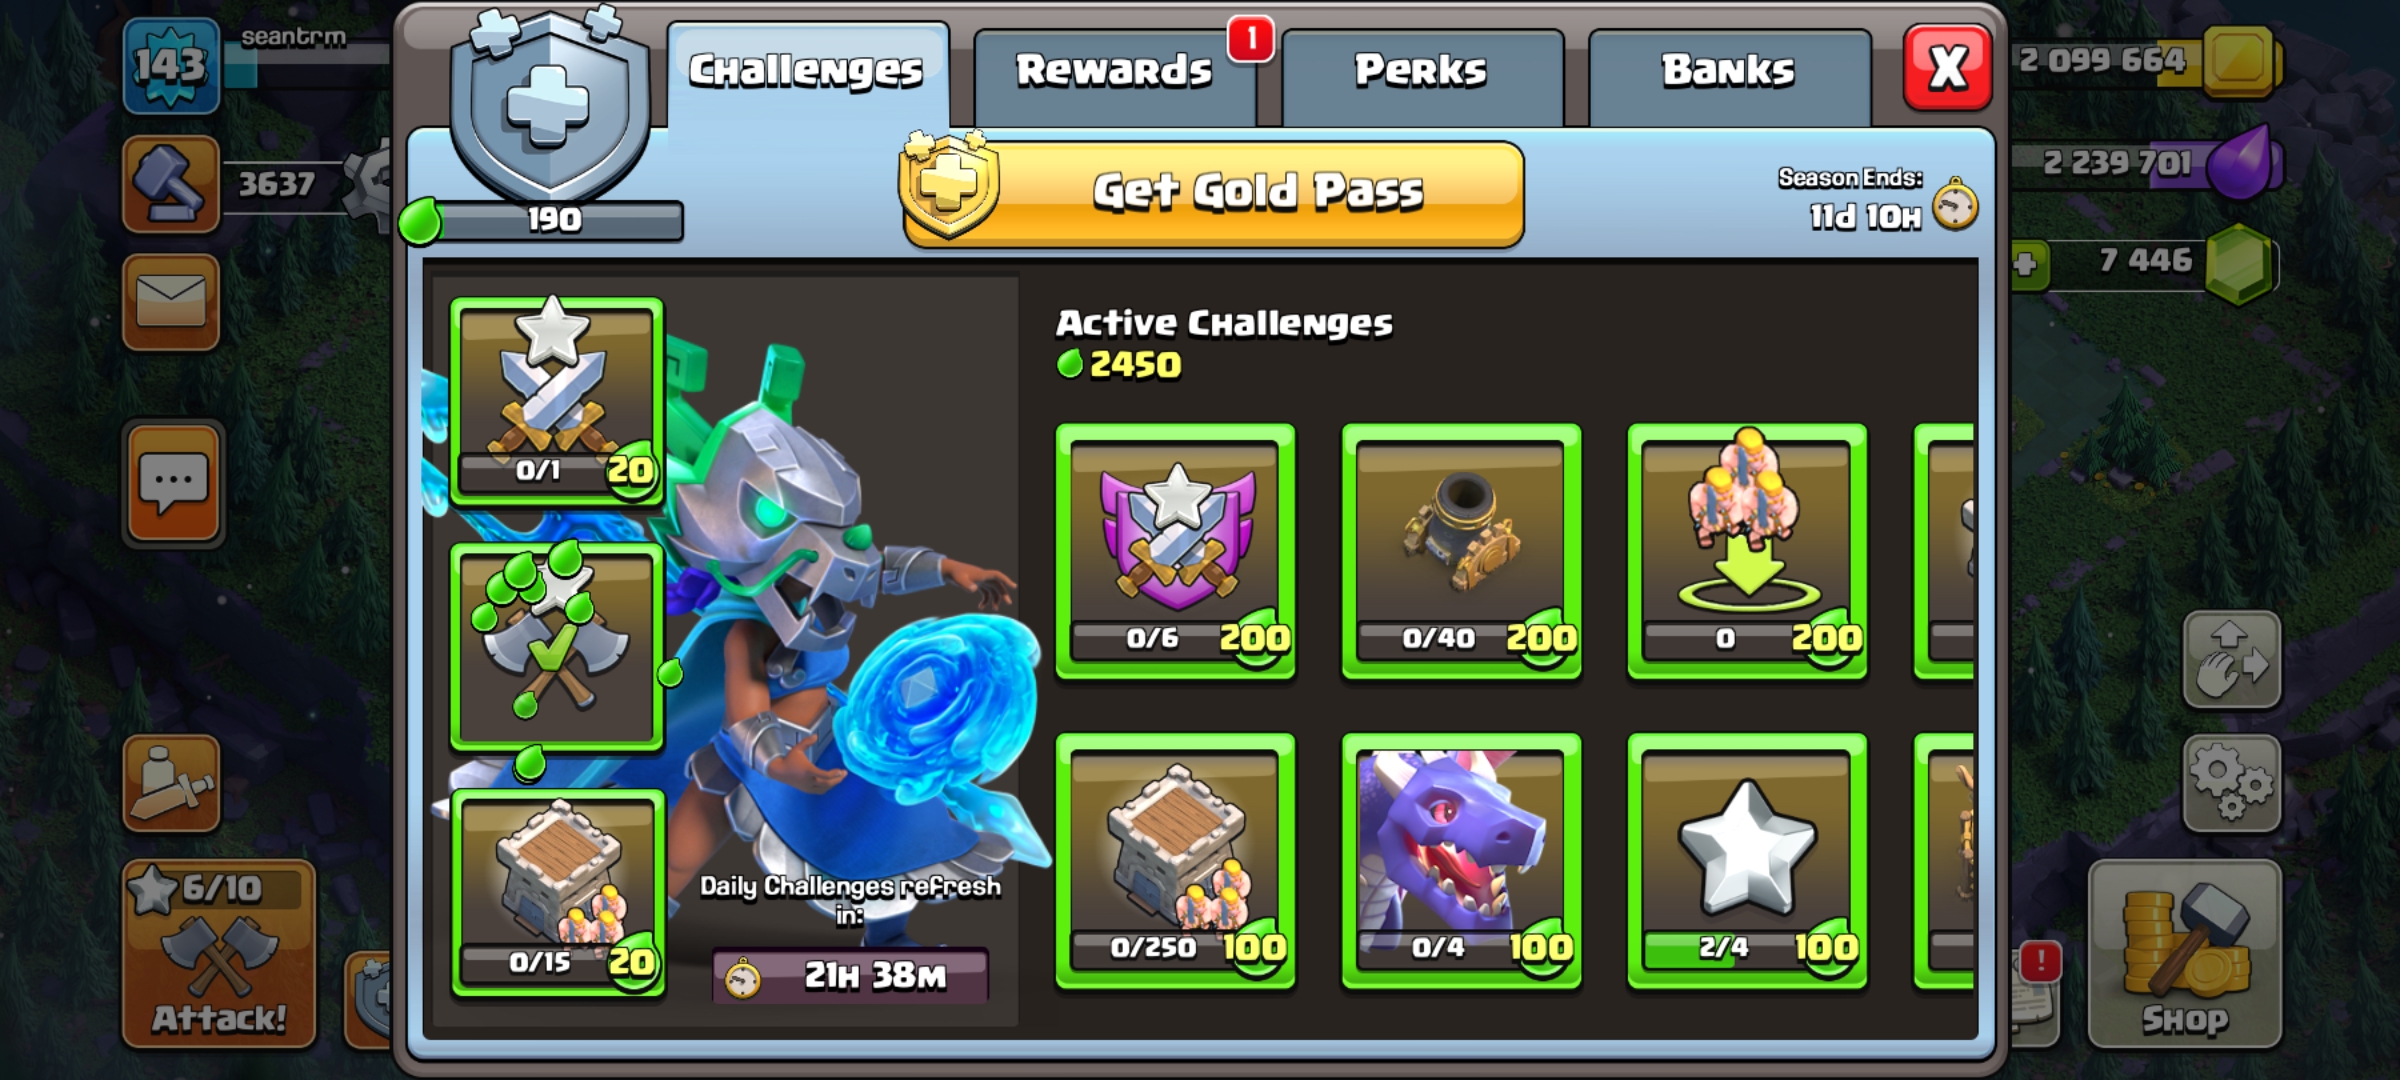 143
seantrm
3637
Challenges
Rewards
1
Perks
Banks
X
2 099 664
2 239 701
7 446
190
Get Gold Pass
Season Ends:
11d 10H
Active Challenges
2450
0/1
20
0/15
20
Daily Challenges refresh
in:
21H 38M
0/6
200
0/40
200
0
200
0/250
100
0/4
100
2/4
100
6/10
Attack!
!
Shop